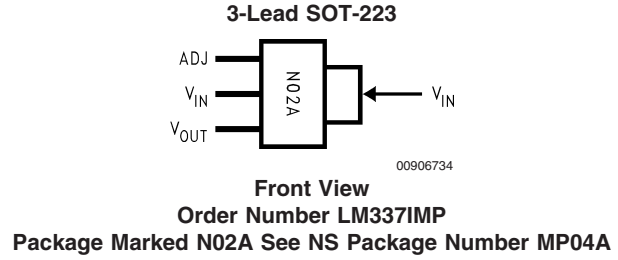 3-Lead SOT-223
ADJ
VIN
VOUT
N02A
VIN
00906734
Front View
Order Number LM337IMP
Package Marked N02A See NS Package Number MP04A